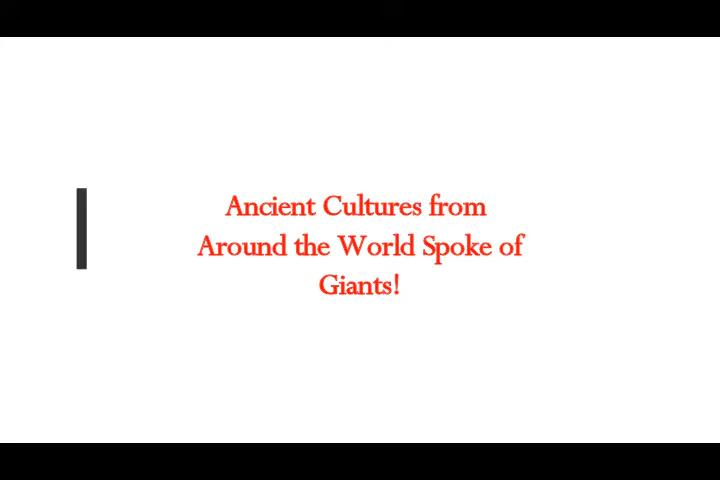 Ancient Cultures from
Around the World Spoke of
Giants!